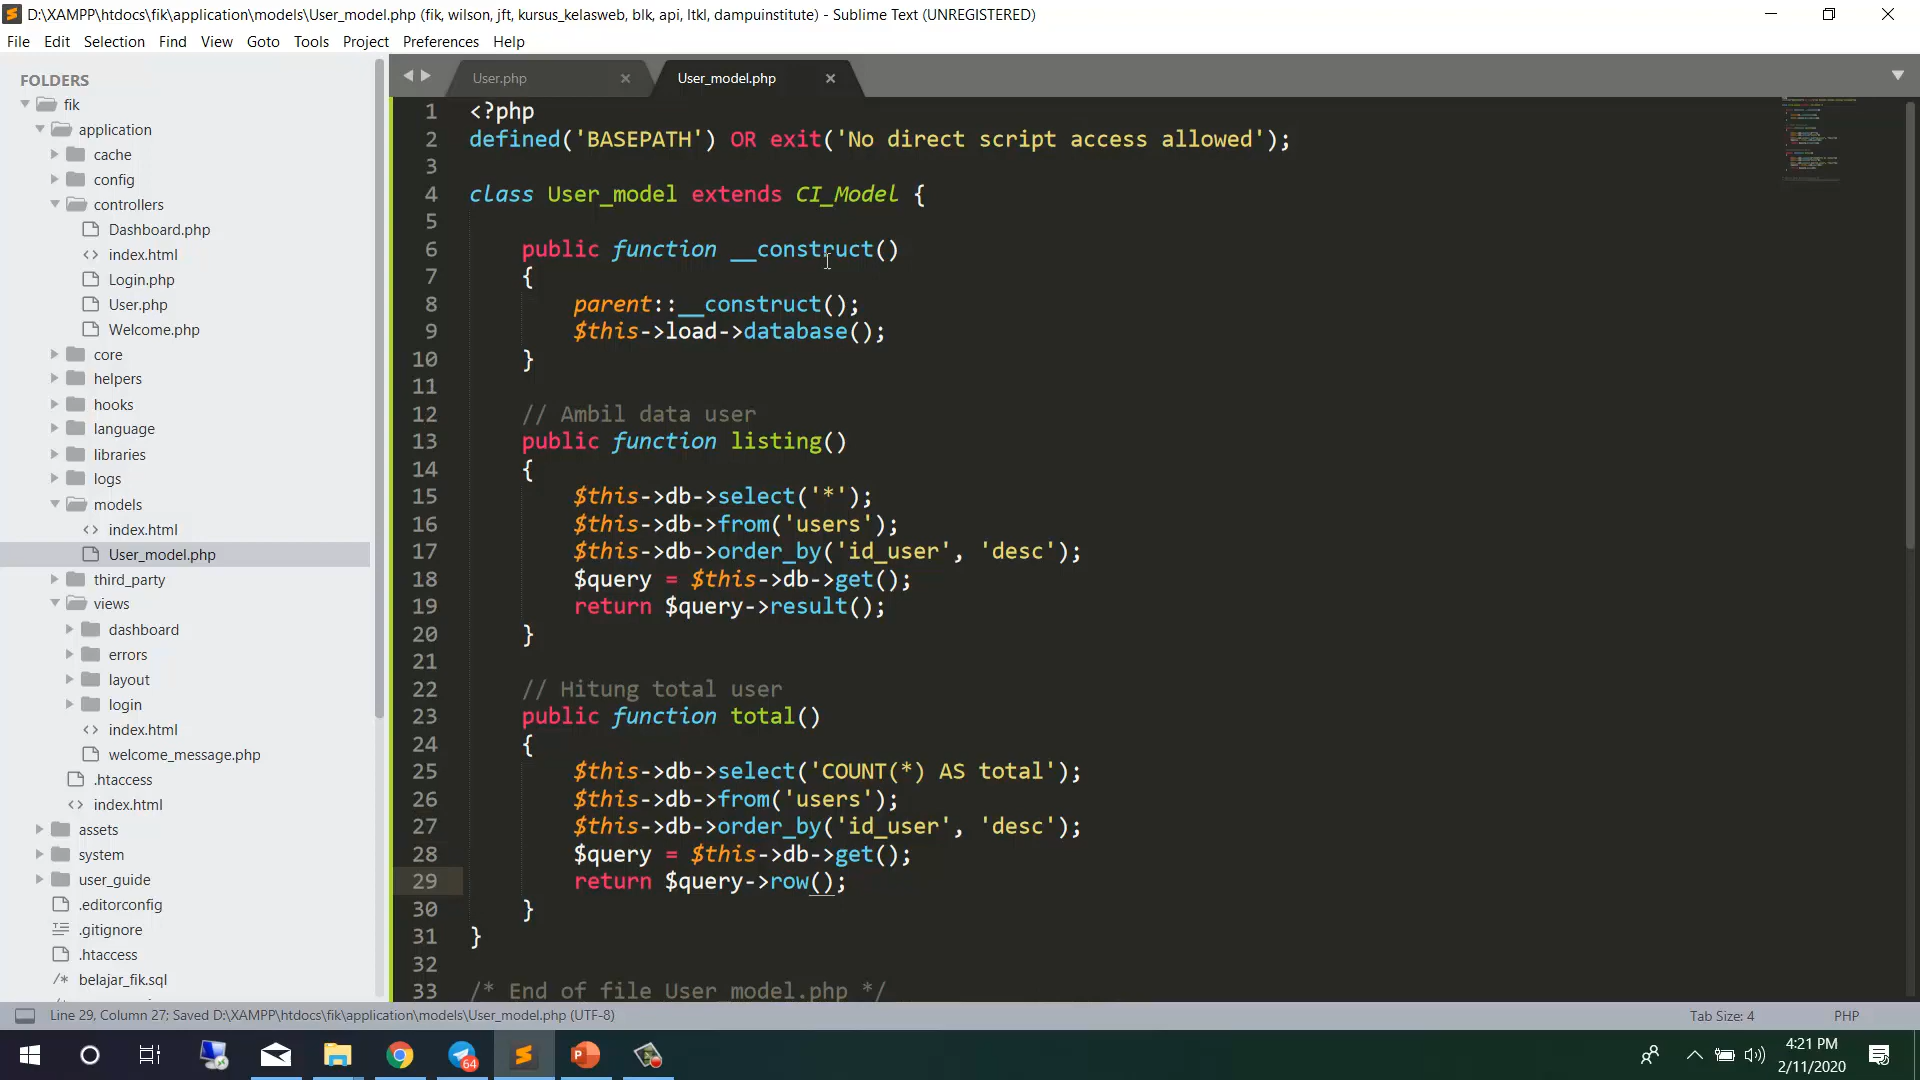 D:\XAMPP\htdocs\fik\application\models\User_model.php (fik, wilson, jft, kursus_kelasweb, blk, api, ltkl, dampuinstitute) - Sublime Text (UNREGISTERED)
File Edit Selection Find View Goto Tools Project Preferences Help
FOLDERS
fik
application
cache
config
controllers
Dashboard.php
<> index.html
Login.php
User.php
Welcome.php
core
helpers
hooks
language
libraries
logs
models
<> index.html
User_model.php
third_party
views
dashboard
errors
layout
login
<> index.html
welcome_message.php
.htaccess
<> index.html
assets
system
user_guide
.editorconfig
.gitignore
.htaccess
/* belajar_fik.sql
User.php × User_model.php ×
1 <?php
2 defined('BASEPATH') OR exit('No direct script access allowed');
3
4 class User_model extends CI_Model {
5
6 public function __construct()
7 {
8 parent::__construct();
9 $this->load->database();
10 }
11
12 // Ambil data user
13 public function listing()
14 {
15 $this->db->select('*');
16 $this->db->from('users');
17 $this->db->order_by('id_user', 'desc');
18 $query = $this->db->get();
19 return $query->result();
20 }
21
22 // Hitung total user
23 public function total()
24 {
25 $this->db->select('COUNT(*) AS total');
26 $this->db->from('users');
27 $this->db->order_by('id_user', 'desc');
28 $query = $this->db->get();
29 return $query->row();
30 }
31 }
32
33 /* End of file User_model.php */
Line 29, Column 27; Saved D:\XAMPP\htdocs\fik\application\models\User_model.php (UTF-8) Tab Size: 4 PHP
64
4:21 PM
2/11/2020